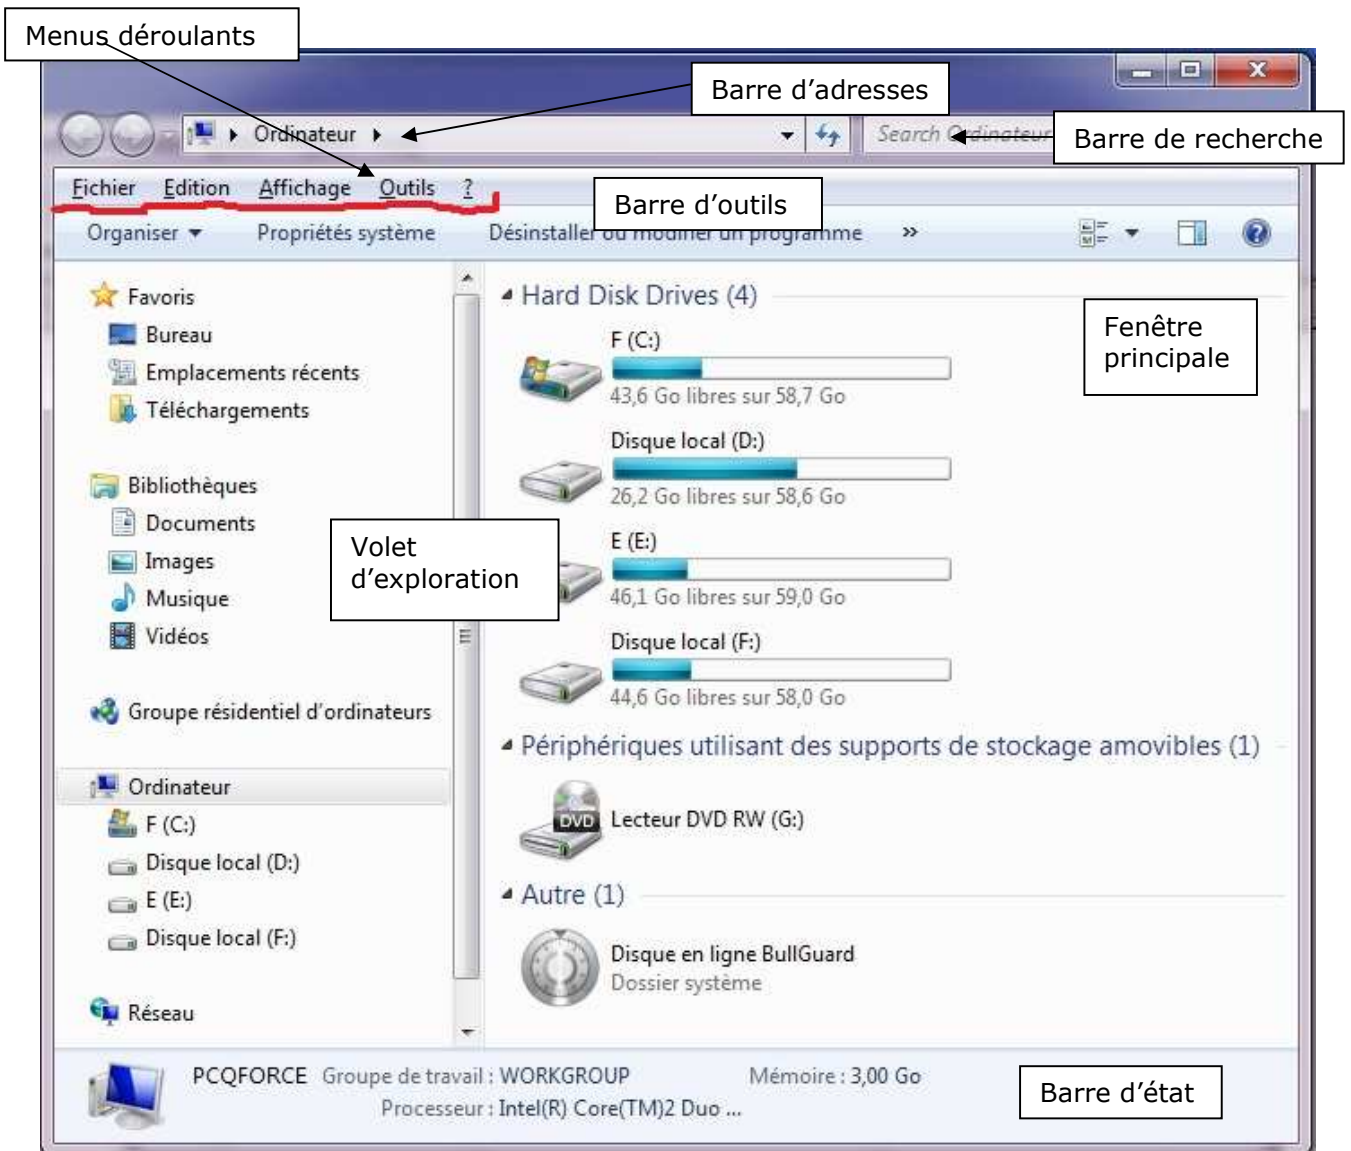 Menus déroulants
Barre d'adresses
Ordinateur
Search Ordinateur
Barre de recherche
Fichier Edition Affichage Outils ?
Barre d'outils
Organiser Propriétés système Désinstaller ou modifier un programme »
Favoris
Bureau
Emplacements récents
Téléchargements
Bibliothèques
Documents
Images
Musique
Vidéos
Groupe résidentiel d'ordinateurs
Ordinateur
F (C:)
Disque local (D:)
E (E:)
Disque local (F:)
Réseau
Volet
d'exploration
Hard Disk Drives (4)
F (C:)
43,6 Go libres sur 58,7 Go
Disque local (D:)
26,2 Go libres sur 58,6 Go
E (E:)
46,1 Go libres sur 59,0 Go
Disque local (F:)
44,6 Go libres sur 58,0 Go
Fenêtre
principale
Périphériques utilisant des supports de stockage amovibles (1)
DVD
Lecteur DVD RW (G:)
Autre (1)
Disque en ligne BullGuard
Dossier système
PCQFORCE Groupe de travail : WORKGROUP Mémoire : 3,00 Go
Processeur : Intel(R) Core(TM)2 Duo ...
Barre d'état